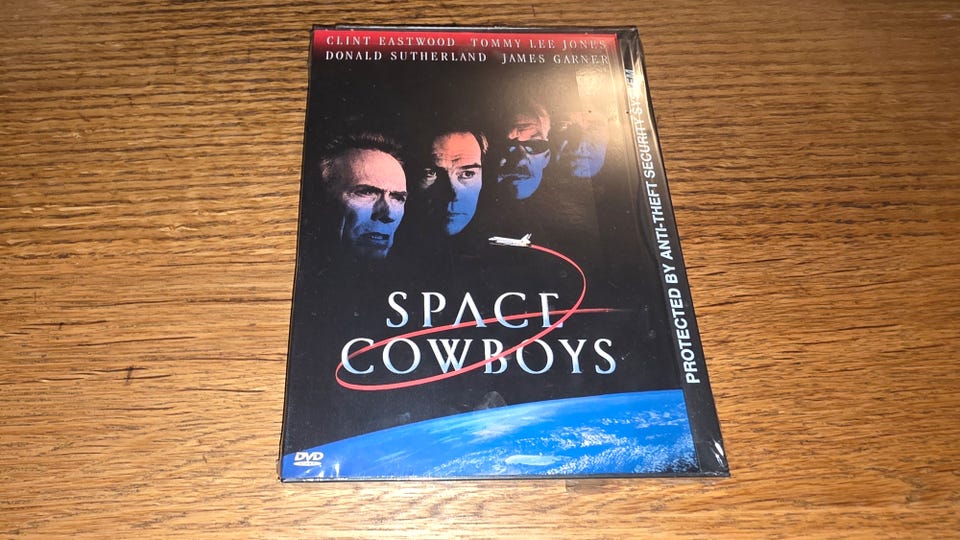 CLINT EASTWOOD TOMMY LEE JONES
DONALD SUTHERLAND JAMES GARNER
SPACE
COWBOYS
DVD
PROTECTED BY ANTI-THEFT SECURITY SYSTEM